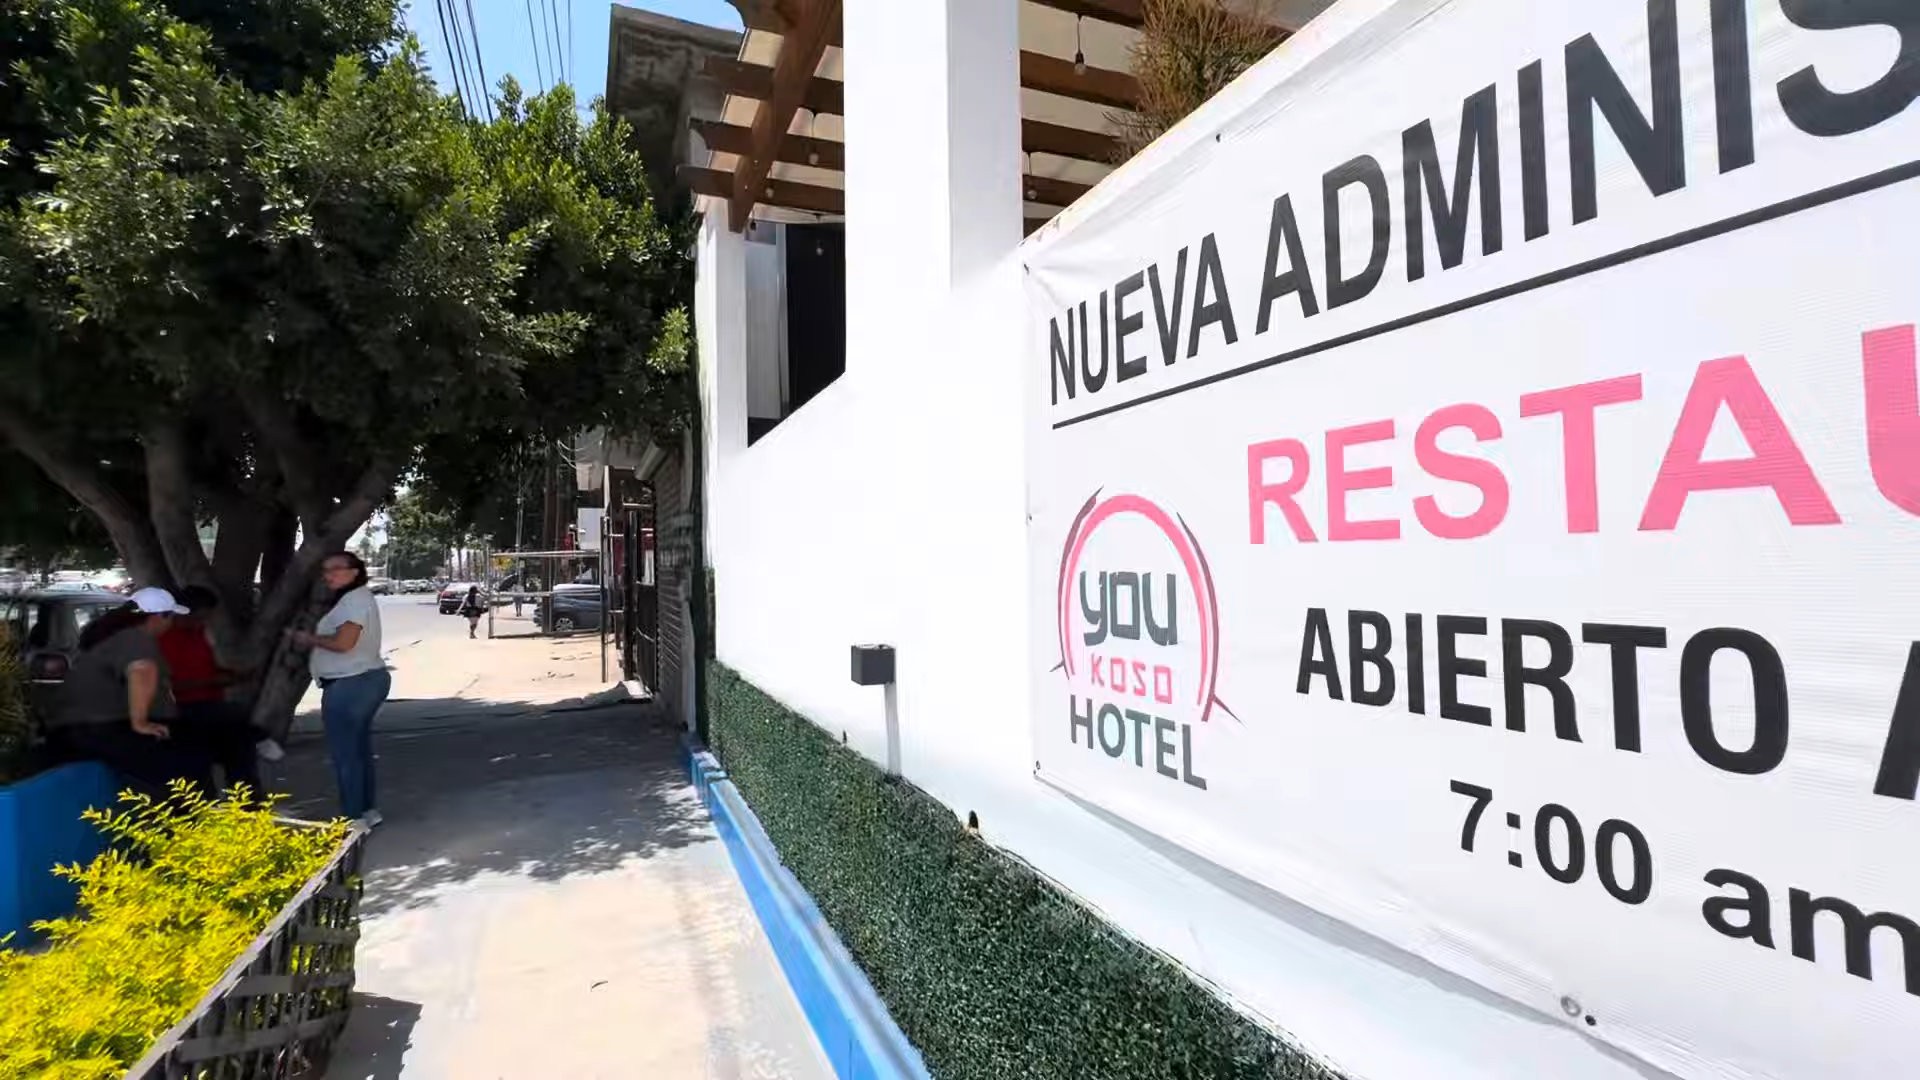 NUEVA ADMINIS
RESTAU
you
KOSO
HOTEL
ABIERTO
7:00 am